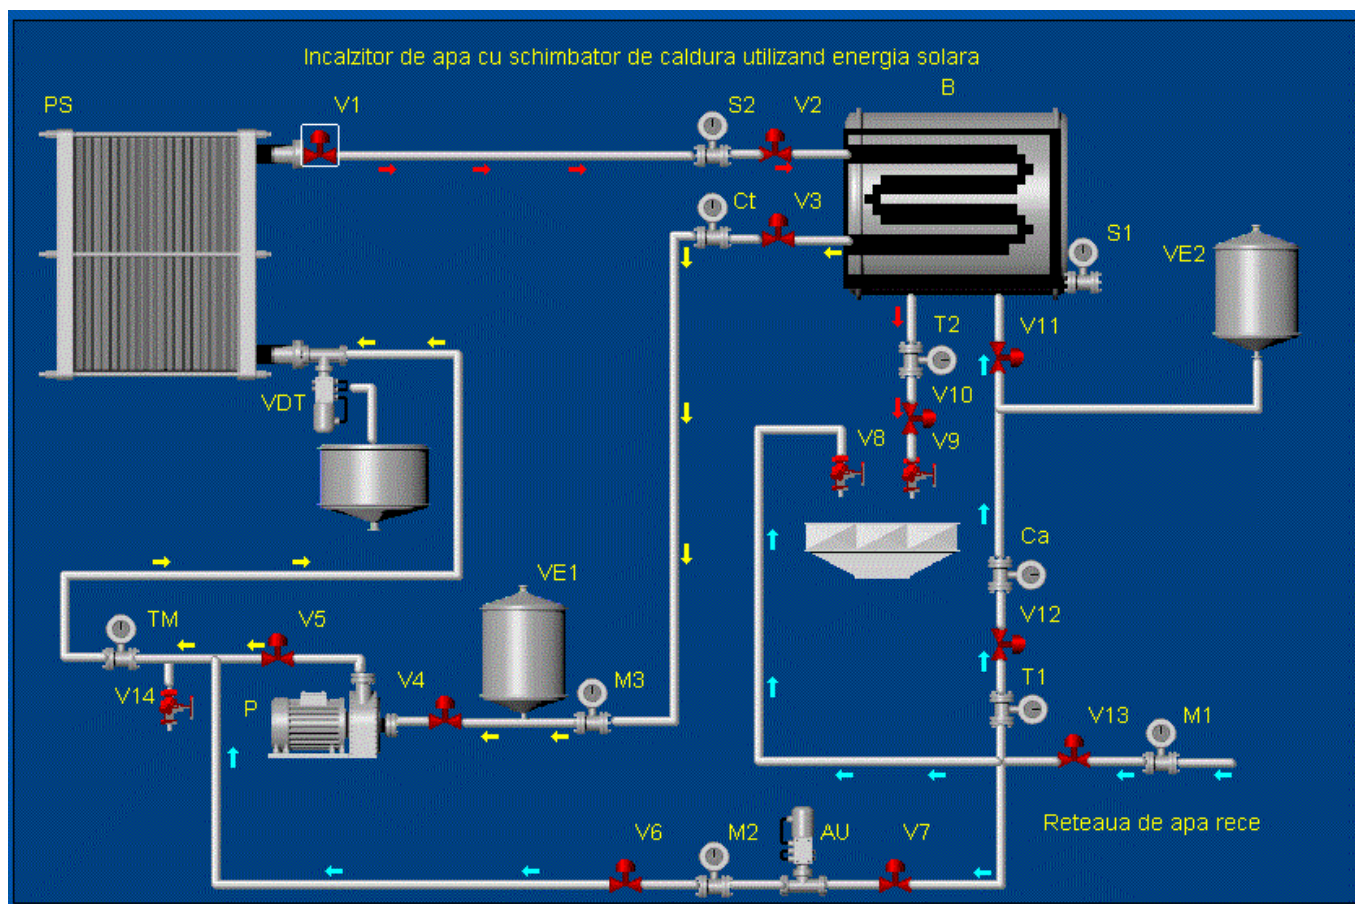 Incalzitor de apa cu schimbator de caldura utilizand energia solara
B
PS
V1
S2
V2
Ct
V3
S1
VE2
T2
V11
VDT
V10
V8
V9
Ca
VE1
TM
V5
V12
V14
P
V4
M3
T1
V13
M1
Reteaua de apa rece
V6
M2
AU
V7